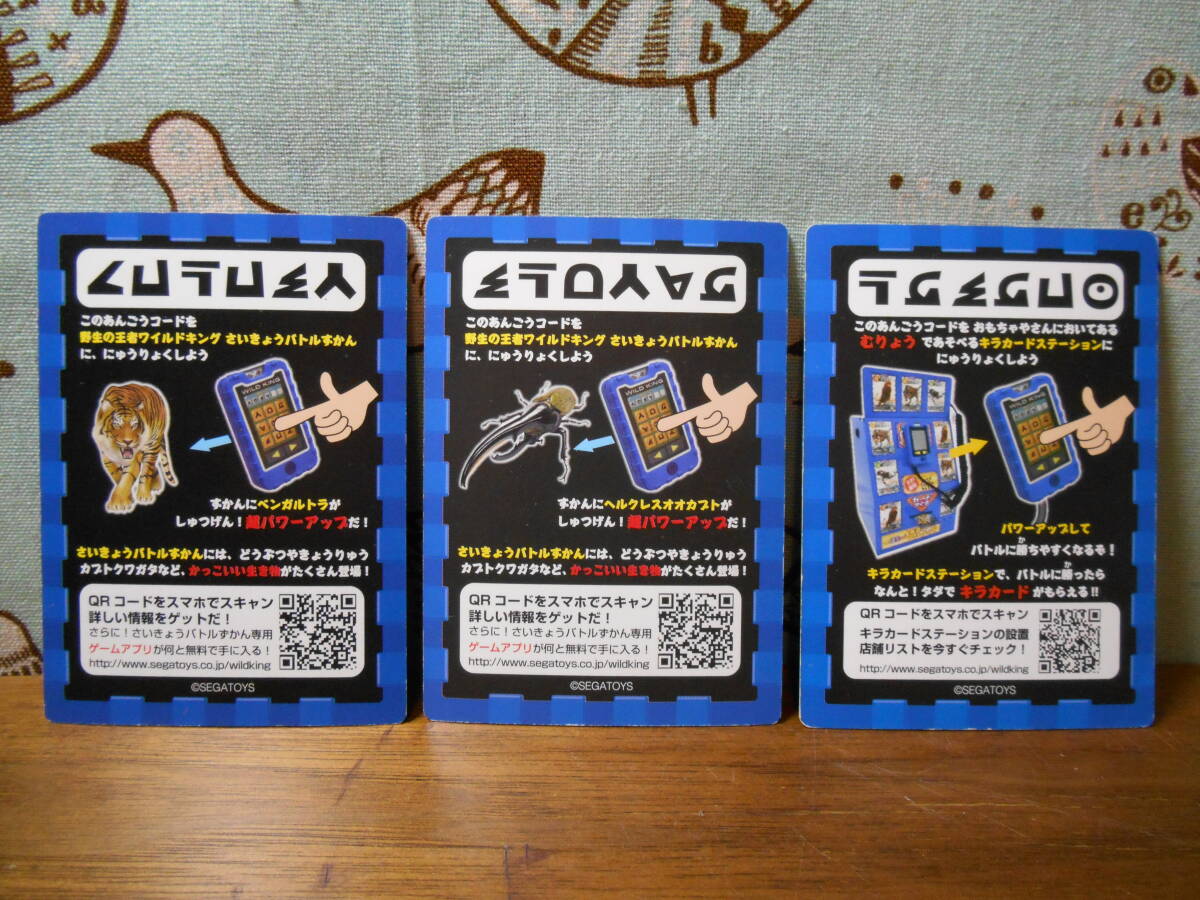 このあんごうコードを
野生の王者ワイルドキング さいきょうバトルずかん
に、にゅうりょくしよう
WILD KING
ずかんにベンガルトラが
しゅつげん！超パワーアップだ！
さいきょうバトルずかんには、どうぶつやきょうりゅう
カブトクワガタなど、かっこいい生き物がたくさん登場！
QRコードをスマホでスキャン
詳しい情報をゲットだ！
さらに！さいきょうバトルずかん専用
ゲームアプリが何と無料で手に入る！
http://www.segatoys.co.jp/wildking
©SEGATOYS
このあんごうコードを
野生の王者ワイルドキング さいきょうバトルずかん
に、にゅうりょくしよう
WILD KING
ずかんにヘルクレスオオカブトが
しゅつげん！超パワーアップだ！
さいきょうバトルずかんには、どうぶつやきょうりゅう
カブトクワガタなど、かっこいい生き物がたくさん登場！
QRコードをスマホでスキャン
詳しい情報をゲットだ！
さらに！さいきょうバトルずかん専用
ゲームアプリが何と無料で手に入る！
http://www.segatoys.co.jp/wildking
©SEGATOYS
このあんごうコードを おもちゃやさんにおいてある
むりょう であそべるキラカードステーションに
にゅうりょくしよう
WILD KING
パワーアップして
バトルに勝ちやすくなるぞ！
キラカードステーションで、バトルに勝ったら
なんと！タダで キラカード がもらえる!!
QRコードをスマホでスキャン
キラカードステーションの設置
店舗リストを今すぐチェック！
http://www.segatoys.co.jp/wildking
©SEGATOYS